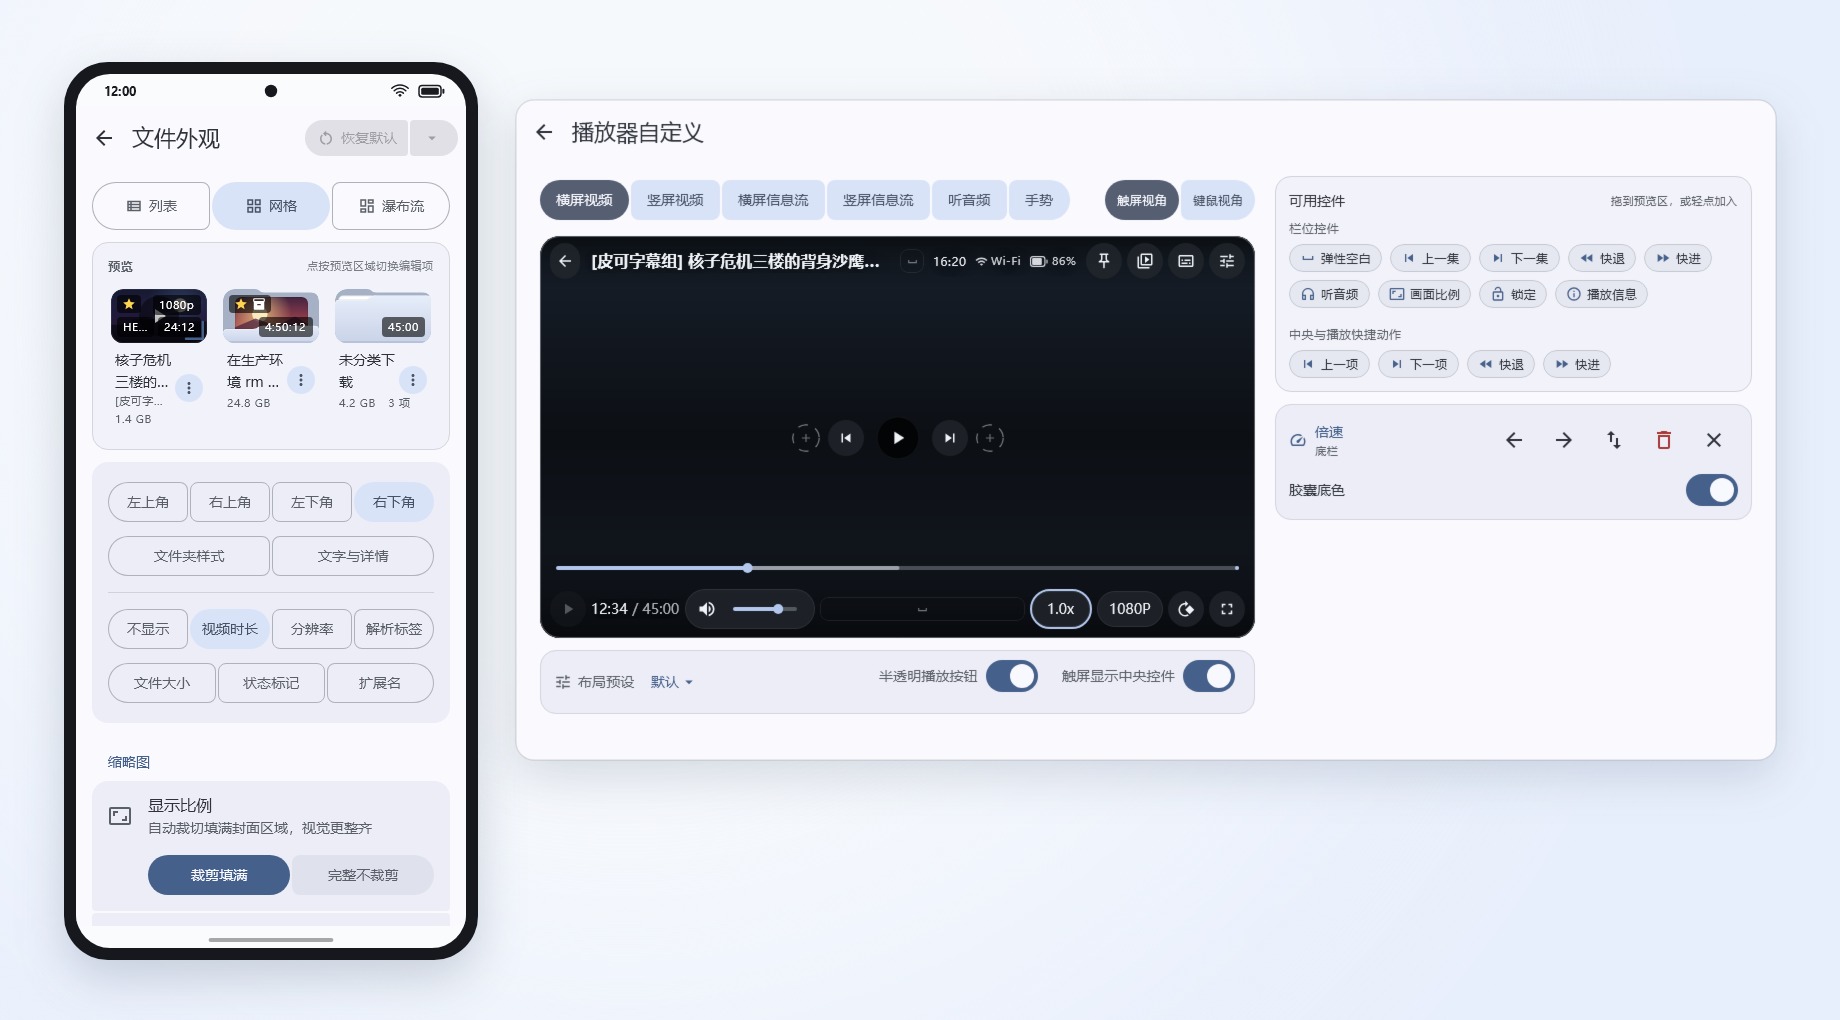 12:00
文件外观
恢复默认
列表
网格
瀑布流
预览
点按预览区域切换编辑项
1080p
HE...
24:12
4:50:12
45:00
核子危机
三楼的...
[皮可字...
1.4 GB
在生产环
境 rm ...
24.8 GB
未分类下
载
4.2 GB 3 项
左上角
右上角
左下角
右下角
文件夹样式
文字与详情
不显示
视频时长
分辨率
解析标签
文件大小
状态标记
扩展名
缩略图
显示比例
自动裁切填满封面区域，视觉更整齐
裁剪填满
完整不裁剪
播放器自定义
横屏视频
竖屏视频
横屏信息流
竖屏信息流
听音频
手势
触屏视角
键鼠视角
[皮可字幕组] 核子危机三楼的背身沙鹰...
16:20
Wi-Fi
86%
12:34 / 45:00
1.0x
1080P
布局预设
默认
半透明播放按钮
触屏显示中央控件
可用控件
拖到预览区，或轻点加入
栏位控件
弹性空白
上一集
下一集
快退
快进
听音频
画面比例
锁定
播放信息
中央与播放快捷动作
上一项
下一项
快退
快进
倍速
底栏
胶囊底色